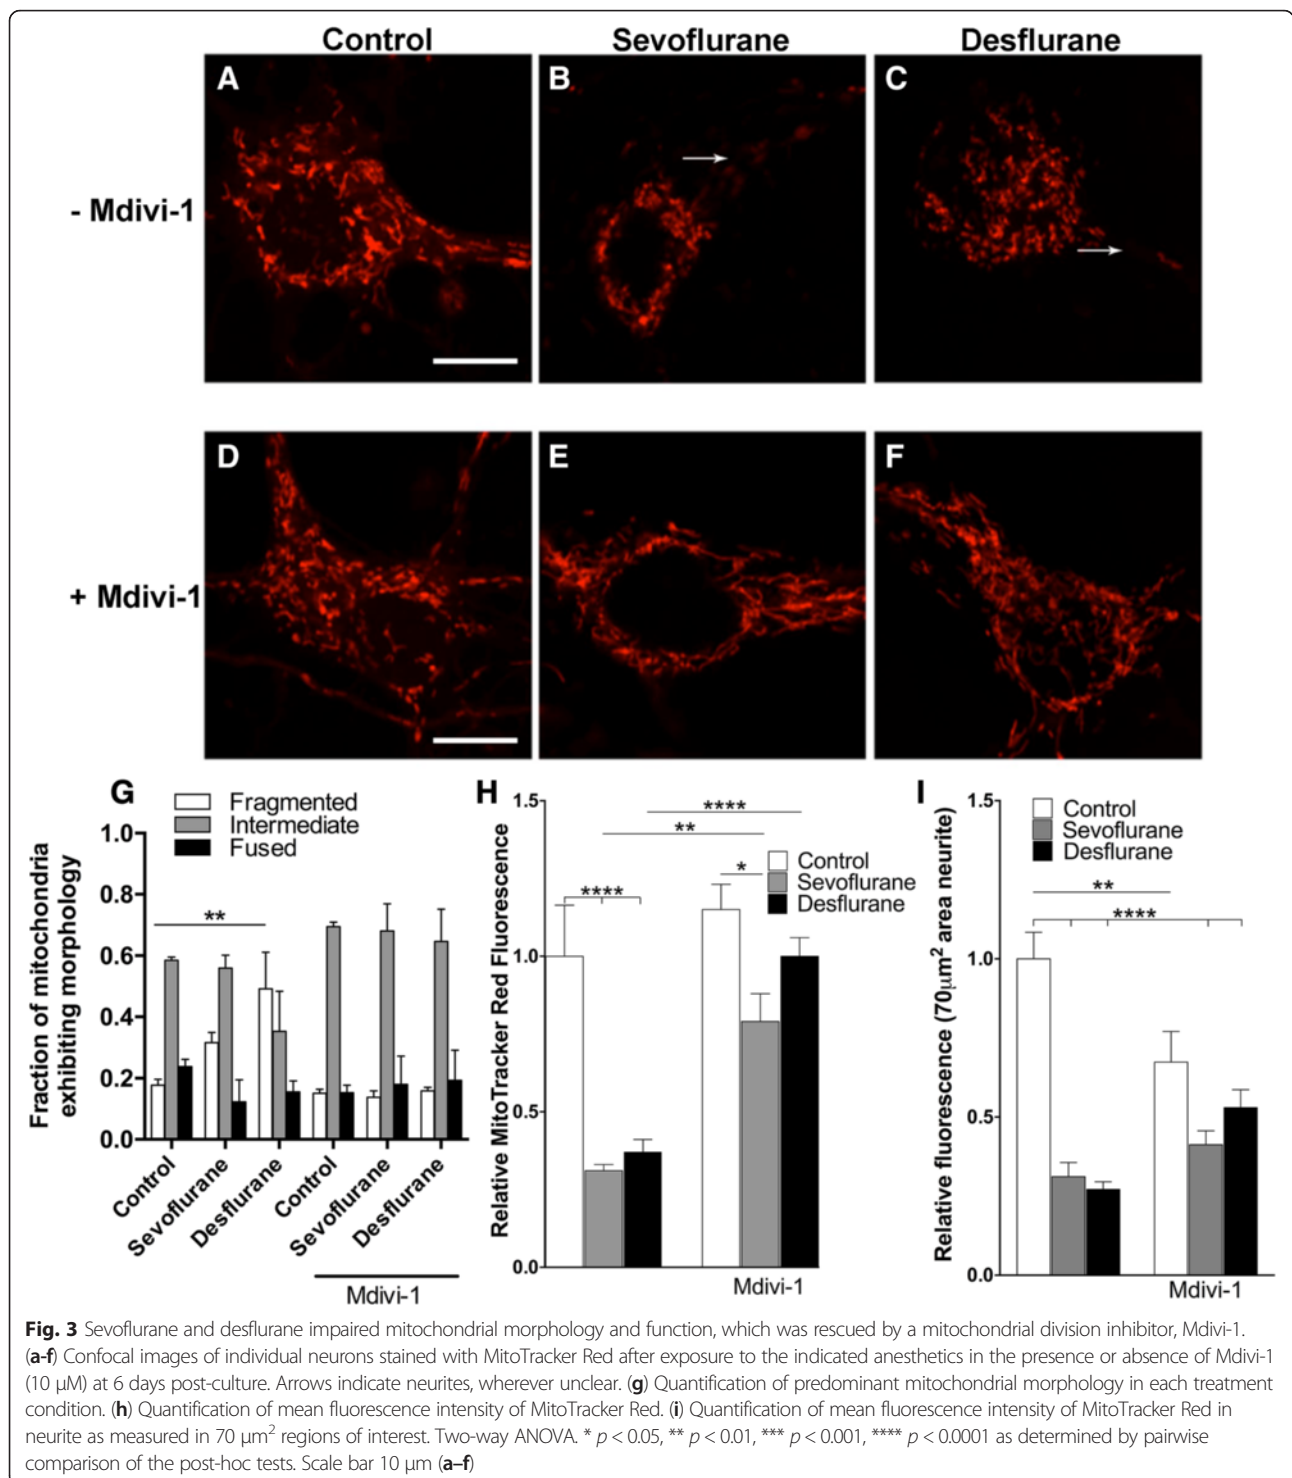 Control Sevoflurane Desflurane
A B C
- Mdivi-1
D E F
+ Mdivi-1
G
Fragmented
Intermediate
Fused
Fraction of mitochondria
exhibiting morphology
1.0
0.8
0.6
0.4
0.2
0.0
**
Control
Sevoflurane
Desflurane
Control
Sevoflurane
Desflurane
Mdivi-1
H
Relative MitoTracker Red Fluorescence
1.5
1.0
0.5
0.0
****
**
*
****
Control
Sevoflurane
Desflurane
Mdivi-1
I
Relative fluorescence (70µm² area neurite)
1.5
1.0
0.5
0.0
Control
Sevoflurane
Desflurane
**
****
Mdivi-1
Fig. 3 Sevoflurane and desflurane impaired mitochondrial morphology and function, which was rescued by a mitochondrial division inhibitor, Mdivi-1.
(a-f) Confocal images of individual neurons stained with MitoTracker Red after exposure to the indicated anesthetics in the presence or absence of Mdivi-1
(10 µM) at 6 days post-culture. Arrows indicate neurites, wherever unclear. (g) Quantification of predominant mitochondrial morphology in each treatment
condition. (h) Quantification of mean fluorescence intensity of MitoTracker Red. (i) Quantification of mean fluorescence intensity of MitoTracker Red in
neurite as measured in 70 µm² regions of interest. Two-way ANOVA. * p < 0.05, ** p < 0.01, *** p < 0.001, **** p < 0.0001 as determined by pairwise
comparison of the post-hoc tests. Scale bar 10 µm (a–f)